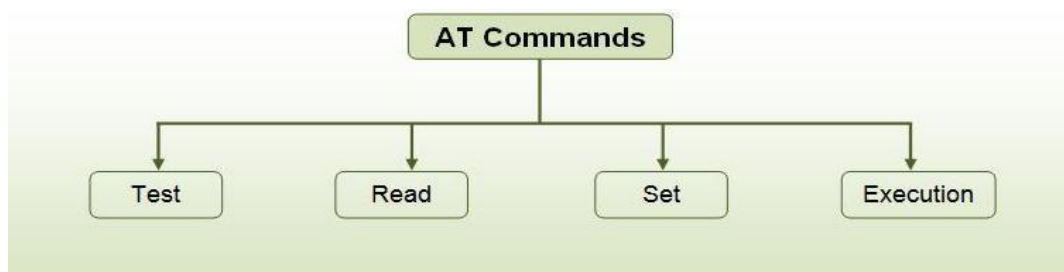 AT Commands
Test
Read
Set
Execution